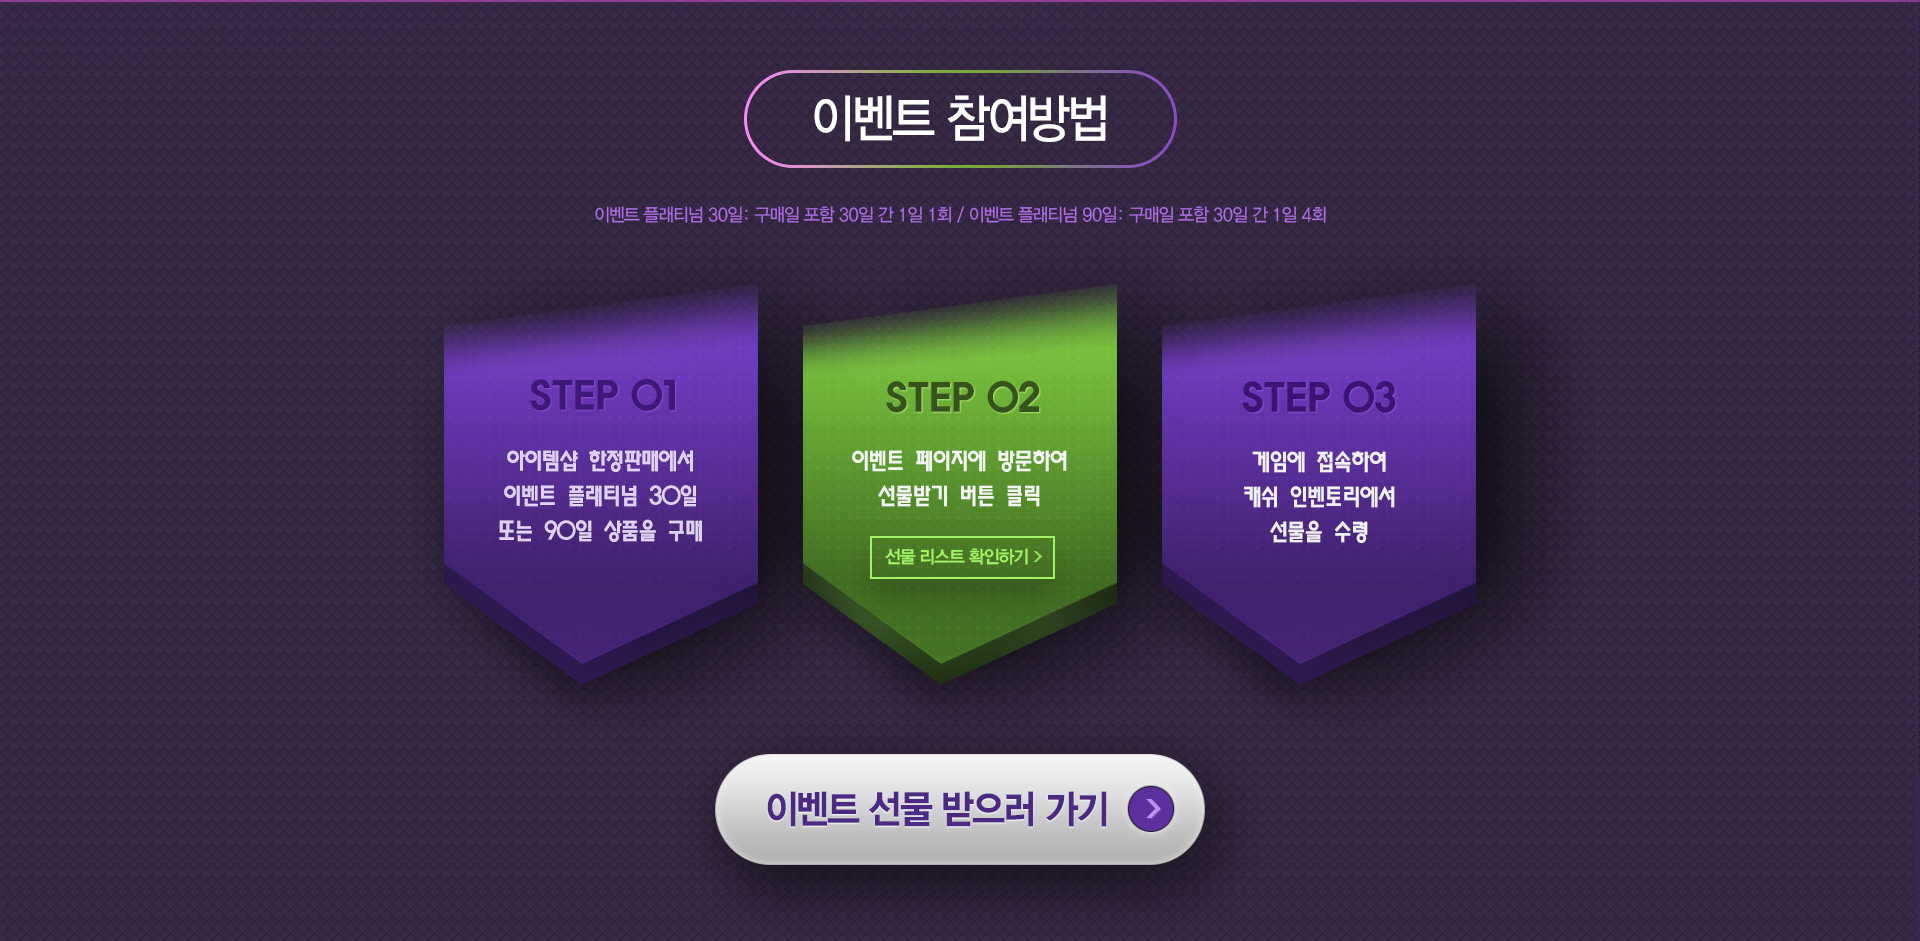 이벤트 참여방법
이벤트 플래티넘 30일: 구매일 포함 30일 간 1일 1회 / 이벤트 플래티넘 90일: 구매일 포함 30일 간 1일 4회
STEP 01
아이템샵 한정판매에서
이벤트 플래티넘 30일
또는 90일 상품을 구매
STEP 02
이벤트 페이지에 방문하여
선물받기 버튼 클릭
선물 리스트 확인하기 >
STEP 03
게임에 접속하여
캐쉬 인벤토리에서
선물을 수령
이벤트 선물 받으러 가기